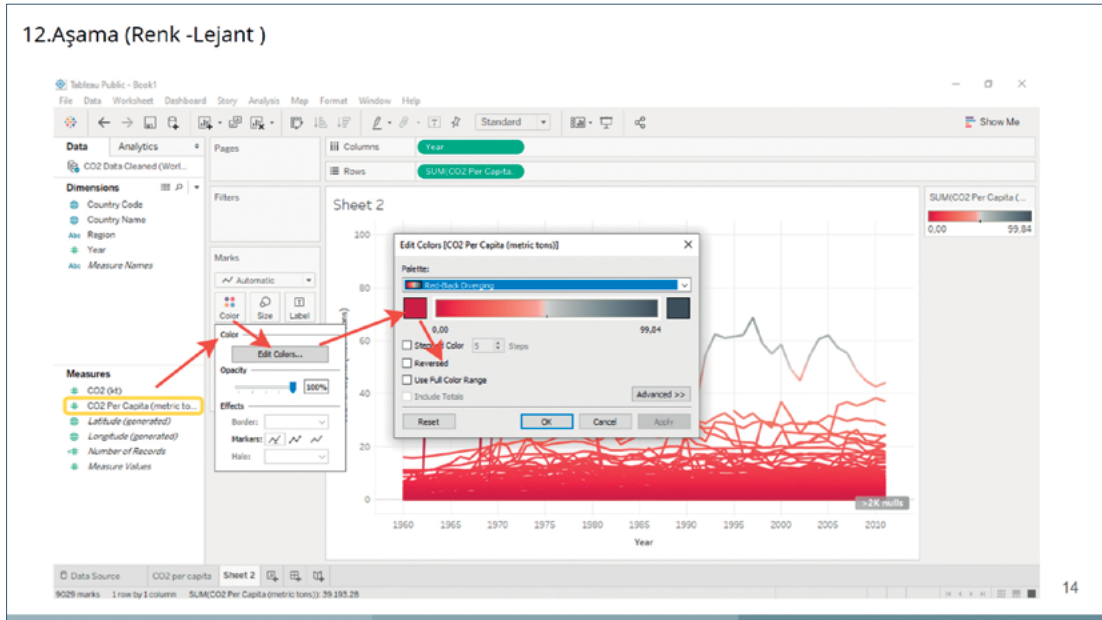 12.Aşama (Renk -Lejant )
Tableau Public - Book1
File Data Worksheet Dashboard Story Analysis Map Format Window Help
Standard
Show Me
Data Analytics
Pages
Columns
Year
CO2 Data Cleaned (Worl...
Rows
SUM(CO2 Per Capita..
Dimensions
Country Code
Country Name
Abc Region
Year
Abc Measure Names
Filters
Sheet 2
SUM(CO2 Per Capita (...
0,00 99,84
Marks
Automatic
Color Size Label
Color
Edit Colors...
Opacity
100%
Effects
Border:
Markers:
Halo:
Measures
CO2 (kt)
CO2 Per Capita (metric to...
Latitude (generated)
Longitude (generated)
Number of Records
Measure Values
Edit Colors [CO2 Per Capita (metric tons)]
Palette:
Red-Black Diverging
0,00 99,84
Color 5 Steps
Reversed
Use Full Color Range
Include Totals
Advanced >>
Reset OK Cancel Apply
100
80
60
40
20
0
>2K nulls
1960 1965 1970 1975 1980 1985 1990 1995 2000 2005 2010
Year
Data Source CO2 per capita Sheet 2
9029 marks 1 row by 1 column SUM(CO2 Per Capita (metric tons)): 39.193,28
14